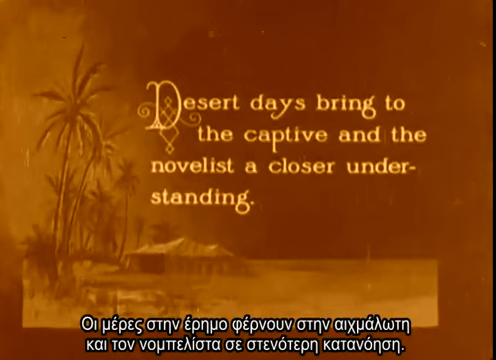 Desert days bring to
the captive and the
novelist a closer under-
standing.
Οι μέρες στην έρημο φέρνουν στην αιχμάλωτη
και τον νομπελίστα σε στενότερη κατανόηση.